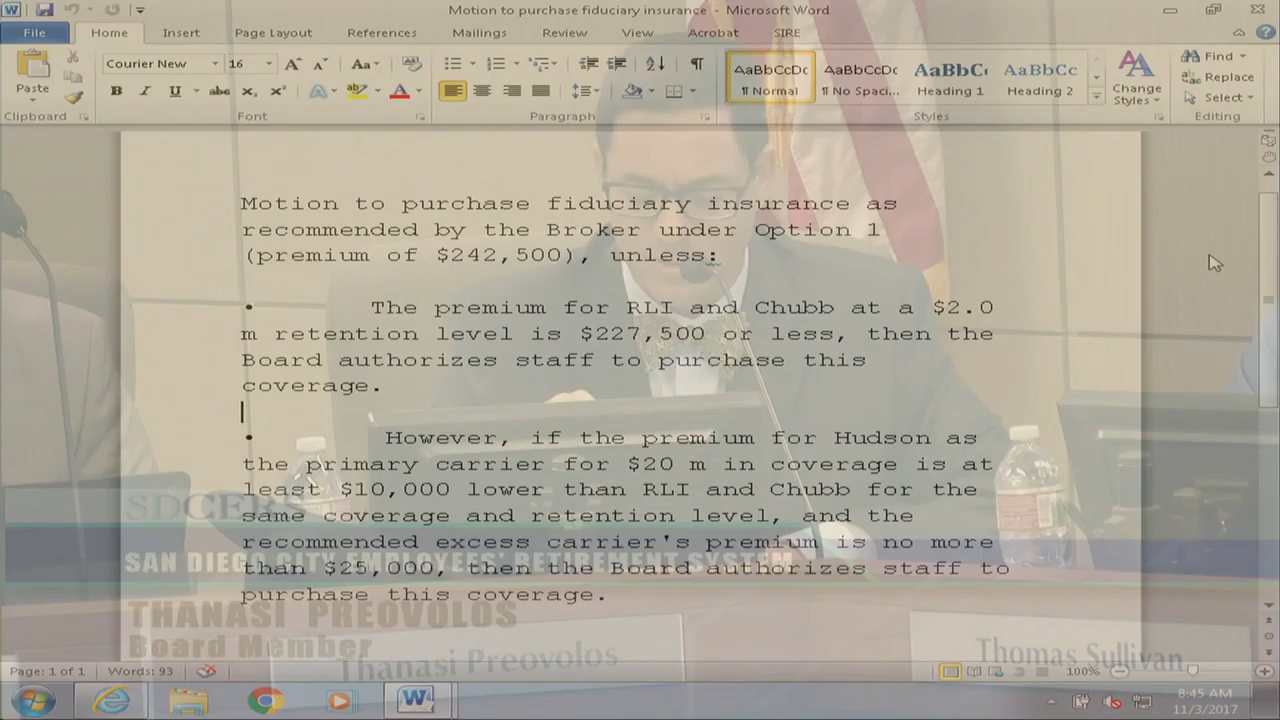 Motion to purchase fiduciary insurance - Microsoft Word
File Home Insert Page Layout References Mailings Review View Acrobat SIRE
Courier New 16 Aa
Paste
B I U abc X₂ X²
AaBbCcDc AaBbCcDc AaBbC AaBbCc
¶ Normal ¶ No Spaci... Heading 1 Heading 2
Change Styles
Find
Replace
Select
Clipboard Font Paragraph Styles Editing
Motion to purchase fiduciary insurance as
recommended by the Broker under Option 1
(premium of $242,500), unless:
• The premium for RLI and Chubb at a $2.0
m retention level is $227,500 or less, then the
Board authorizes staff to purchase this
coverage.
• However, if the premium for Hudson as
the primary carrier for $20 m in coverage is at
least $10,000 lower than RLI and Chubb for the
same coverage and retention level, and the
recommended excess carrier's premium is no more
than $25,000, then the Board authorizes staff to
purchase this coverage.
SDCERS
SAN DIEGO CITY EMPLOYEES' RETIREMENT SYSTEM
THANASI PREOVOLOS
Board Member
Thanasi Preovolos
Thomas Sullivan
Page: 1 of 1 Words: 93 100%
8:45 AM
11/3/2017